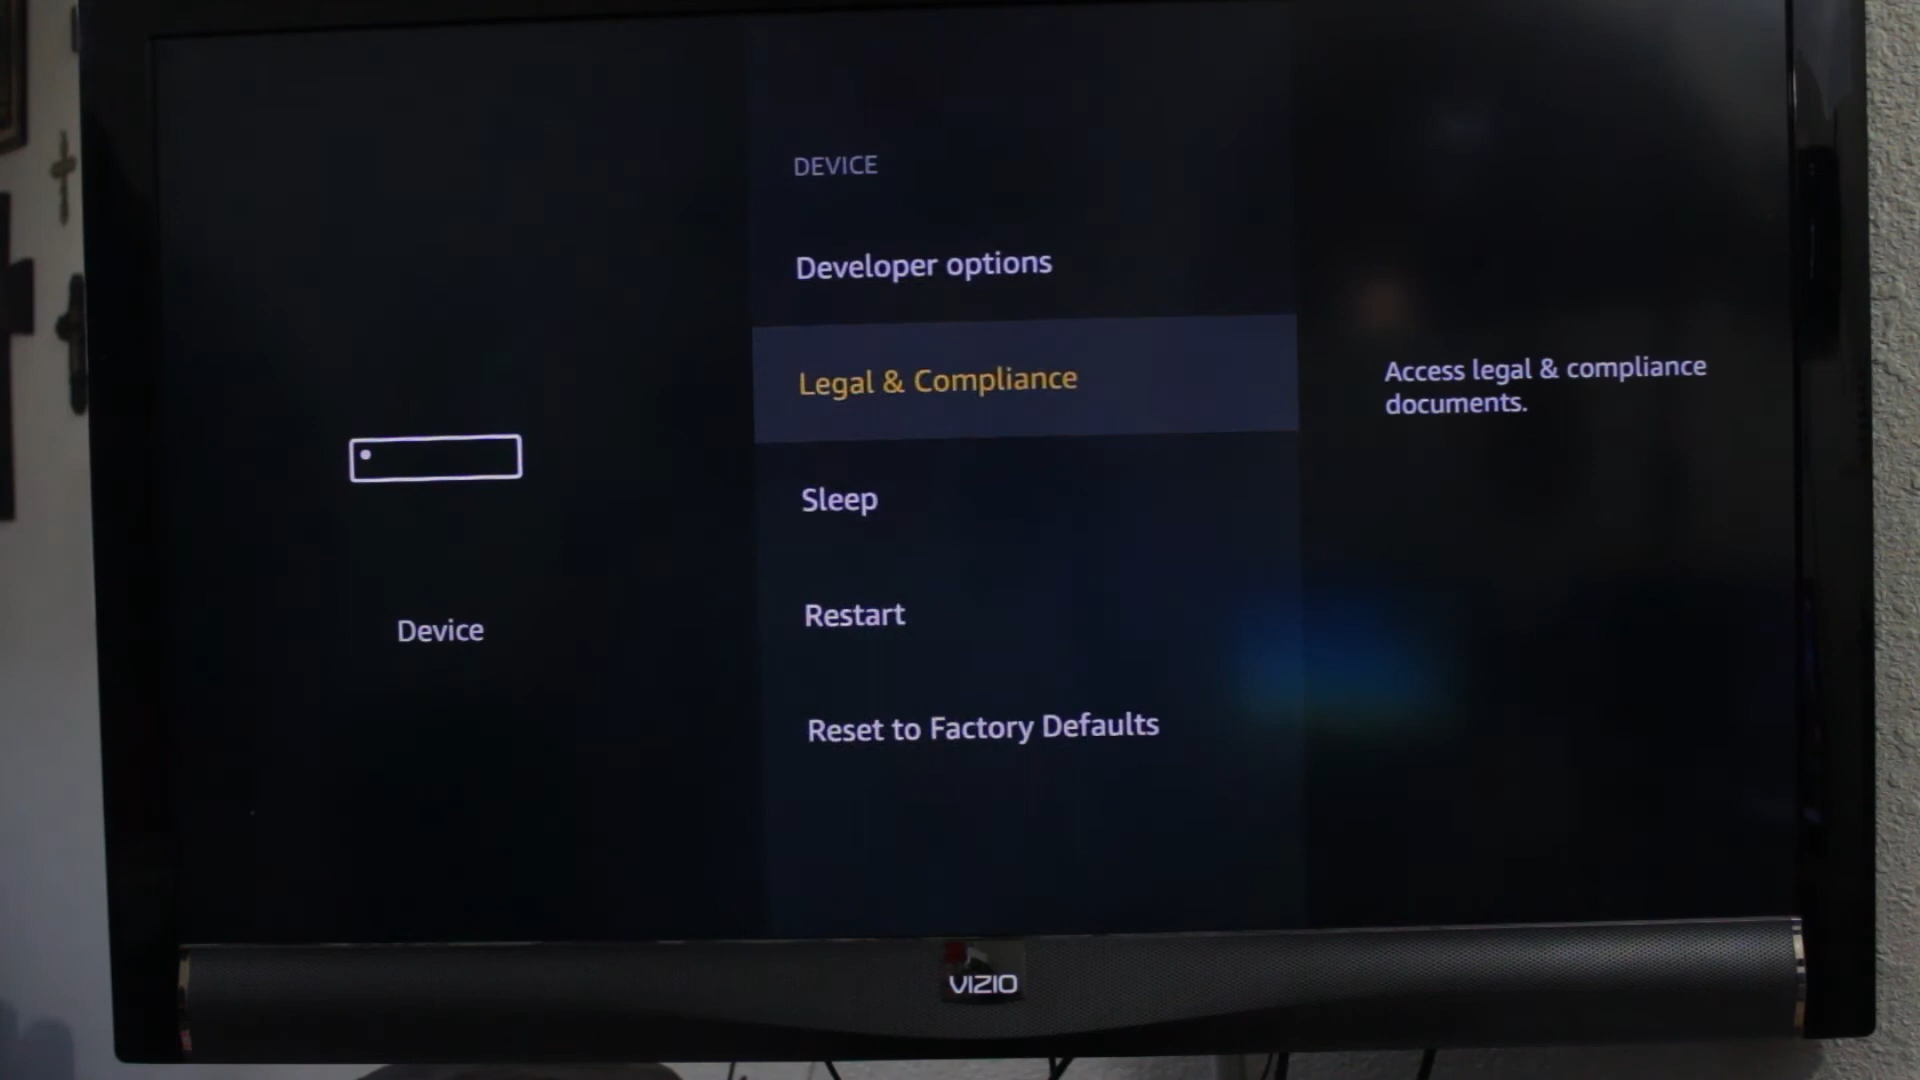 DEVICE
Developer options
Legal & Compliance
Access legal & compliance
documents.
Sleep
Restart
Device
Reset to Factory Defaults
VIZIO